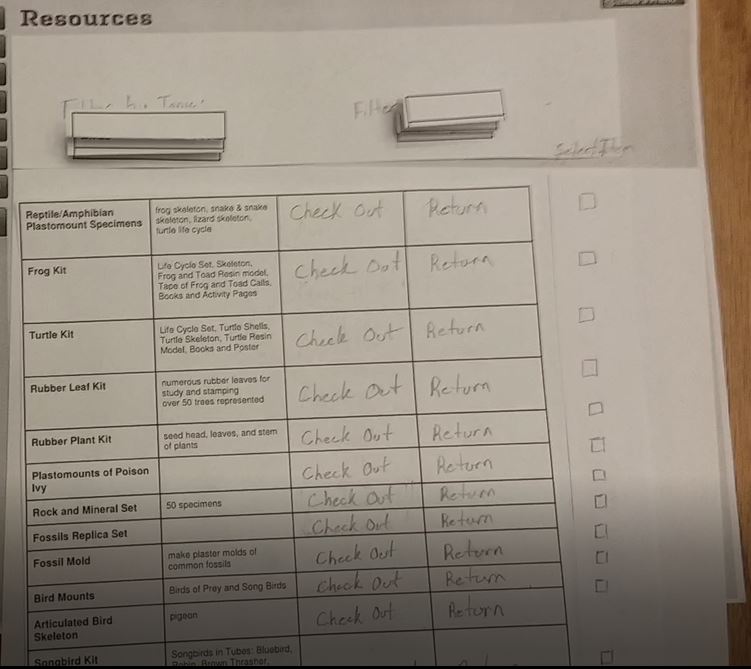 Resources
Filter
Select Item
Reptile/Amphibian
Plastomount Specimens
frog skeleton, snake & snake
skeleton, lizard skeleton,
turtle life cycle
Check Out
Return
Frog Kit
Life Cycle Set, Skeleton,
Frog and Toad Resin model,
Tape of Frog and Toad Calls,
Books and Activity Pages
Check Out
Return
Turtle Kit
Life Cycle Set, Turtle Shells,
Turtle Skeleton, Turtle Resin
Model, Books and Poster
Check Out
Return
Rubber Leaf Kit
numerous rubber leaves for
study and stamping
over 50 trees represented
Check Out
Return
Rubber Plant Kit
seed head, leaves, and stem
of plants
Check Out
Return
Plastomounts of Poison
Ivy
Check Out
Return
Rock and Mineral Set
50 specimens
Check Out
Return
Fossils Replica Set
Check Out
Return
Fossil Mold
make plaster molds of
common fossils
Check Out
Return
Bird Mounts
Birds of Prey and Song Birds
Check Out
Return
Articulated Bird
Skeleton
pigeon
Check Out
Return
Songbird Kit
Songbirds in Tubes: Bluebird,
Robin, Brown Thrasher,